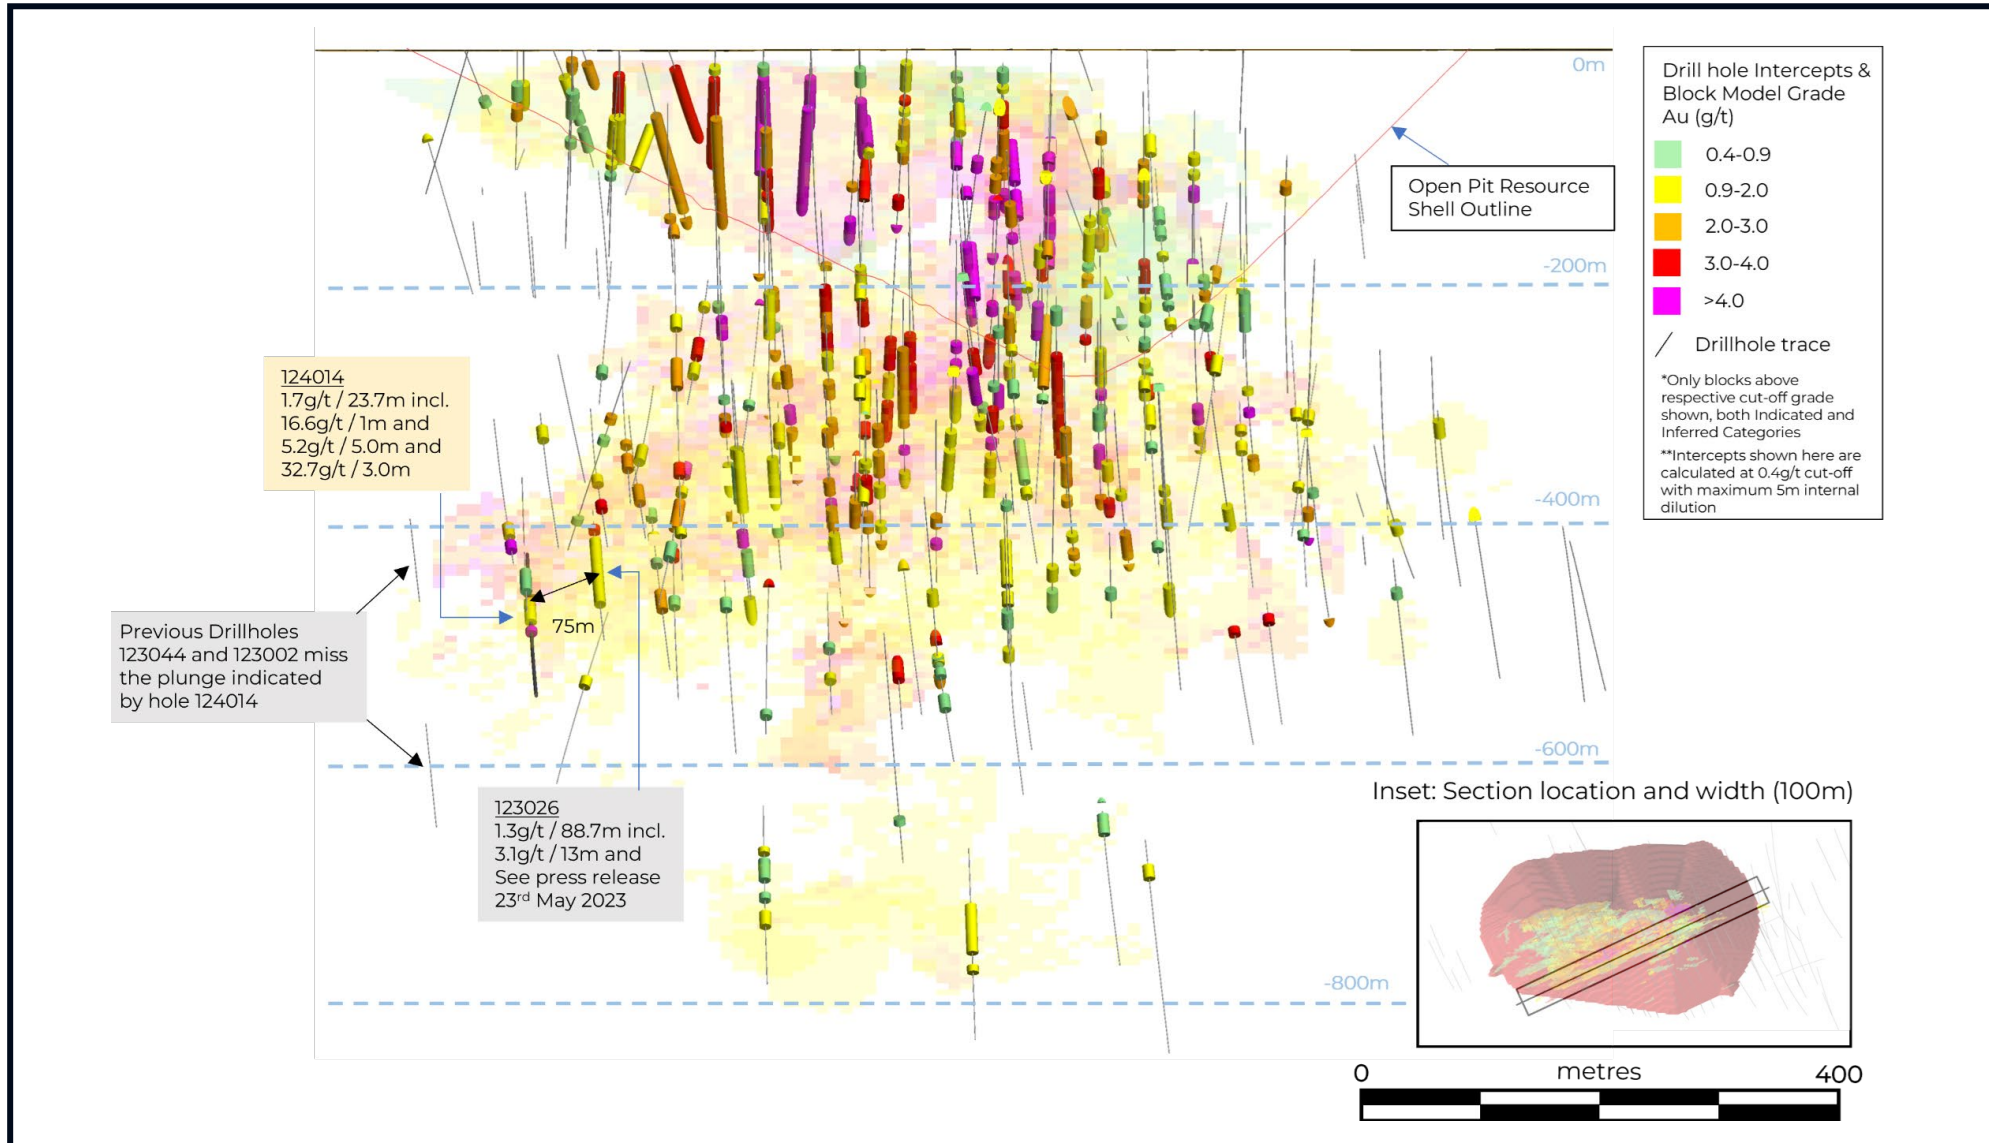 0m
Drill hole Intercepts &
Block Model Grade
Au (g/t)
0.4-0.9
0.9-2.0
2.0-3.0
3.0-4.0
>4.0
Drillhole trace
*Only blocks above
respective cut-off grade
shown, both Indicated and
Inferred Categories
**Intercepts shown here are
calculated at 0.4g/t cut-off
with maximum 5m internal
dilution
Open Pit Resource
Shell Outline
-200m
124014
1.7g/t / 23.7m incl.
16.6g/t / 1m and
5.2g/t / 5.0m and
32.7g/t / 3.0m
-400m
75m
Previous Drillholes
123044 and 123002 miss
the plunge indicated
by hole 124014
-600m
123026
1.3g/t / 88.7m incl.
3.1g/t / 13m and
See press release
23rd May 2023
Inset: Section location and width (100m)
-800m
0 metres 400